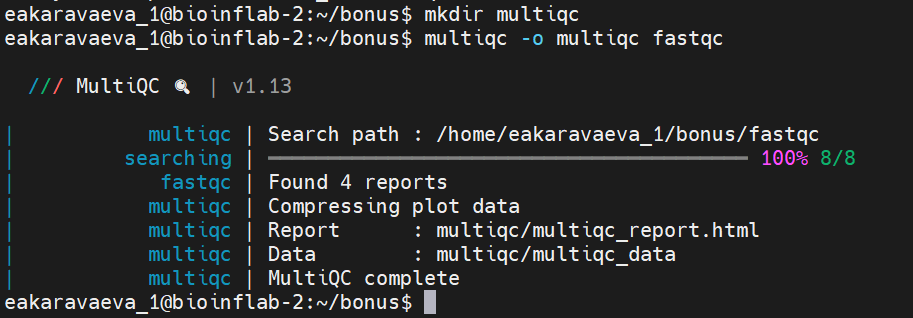 eakaravaeva_1@bioinflab-2:~/bonus$ mkdir multiqc
eakaravaeva_1@bioinflab-2:~/bonus$ multiqc -o multiqc fastqc
/// MultiQC 🔍 | v1.13
| multiqc | Search path : /home/eakaravaeva_1/bonus/fastqc
| searching | ━━━━━━━━━━━━━━━━━━━━━━━━━━━━━━━━━━━━━━━━ 100% 8/8
| fastqc | Found 4 reports
| multiqc | Compressing plot data
| multiqc | Report : multiqc/multiqc_report.html
| multiqc | Data : multiqc/multiqc_data
| multiqc | MultiQC complete
eakaravaeva_1@bioinflab-2:~/bonus$